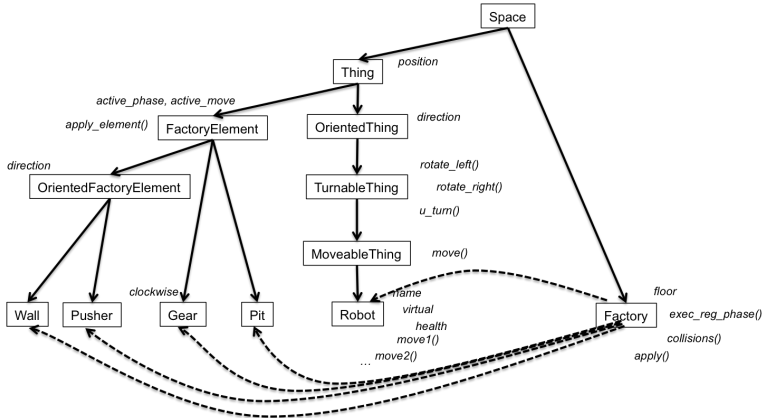 Space
position
Thing
active_phase, active_move
apply_element()
FactoryElement
OrientedThing
direction
direction
OrientedFactoryElement
rotate_left()
TurnableThing
rotate_right()
u_turn()
MoveableThing
move()
clockwise
name
floor
Wall
Pusher
Gear
Pit
Robot
virtual
Factory
exec_reg_phase()
health
move1()
collisions()
move2()
apply()
...